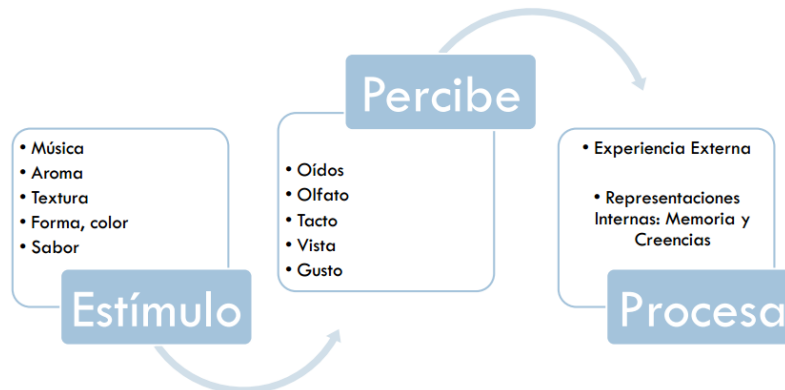 • Música
• Aroma
• Textura
• Forma, color
• Sabor
Estímulo
Percibe
• Oídos
• Olfato
• Tacto
• Vista
• Gusto
• Experiencia Externa
• Representaciones
Internas: Memoria y
Creencias
Procesa